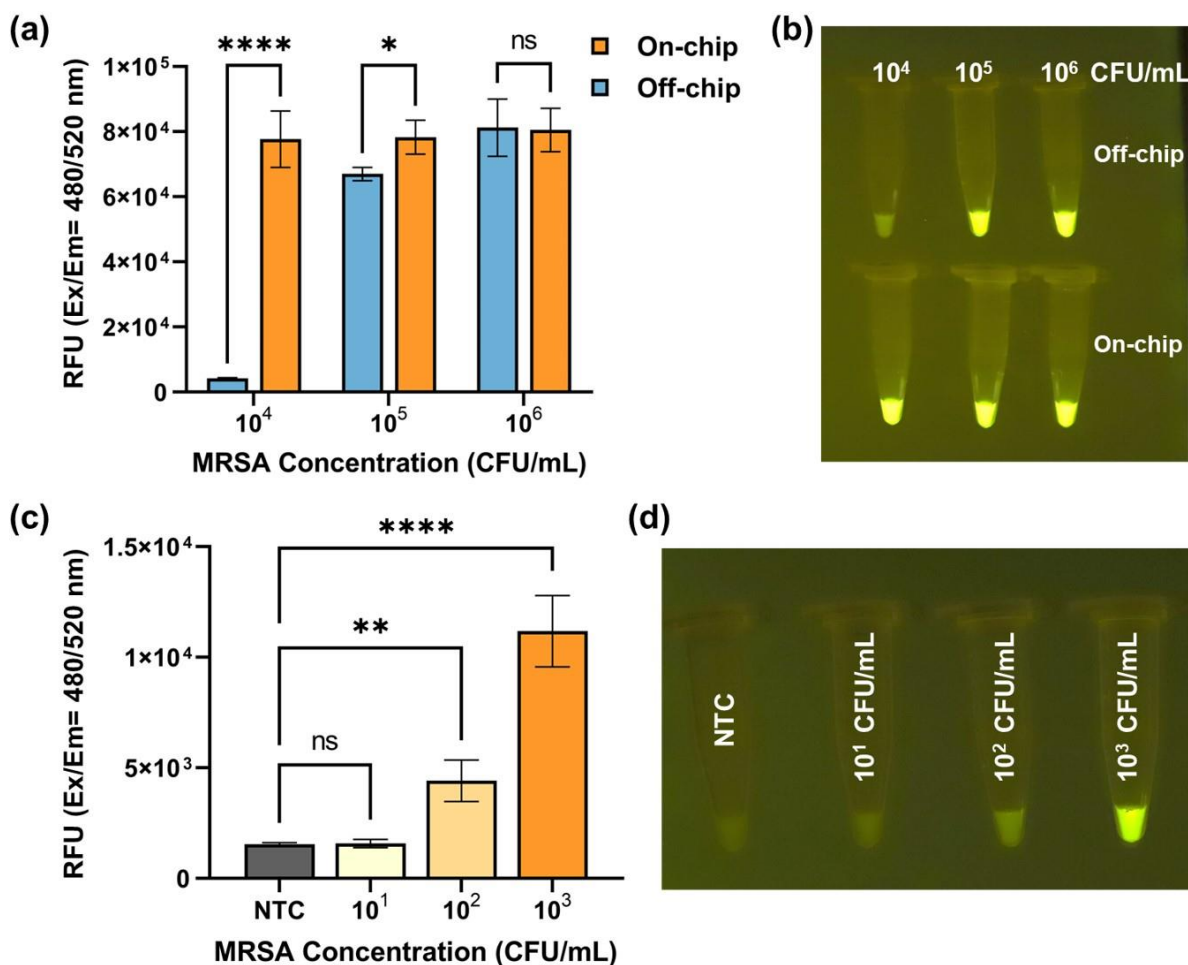 (a)
****
*
ns
On-chip
Off-chip
1×10⁵
8×10⁴
6×10⁴
4×10⁴
2×10⁴
0
RFU (Ex/Em= 480/520 nm)
10⁴ 10⁵ 10⁶
MRSA Concentration (CFU/mL)
(b)
10⁴ 10⁵ 10⁶ CFU/mL
Off-chip
On-chip
(c)
****
**
ns
1.5×10⁴
1×10⁴
5×10³
0
RFU (Ex/Em= 480/520 nm)
NTC 10¹ 10² 10³
MRSA Concentration (CFU/mL)
(d)
NTC
10¹ CFU/mL
10² CFU/mL
10³ CFU/mL